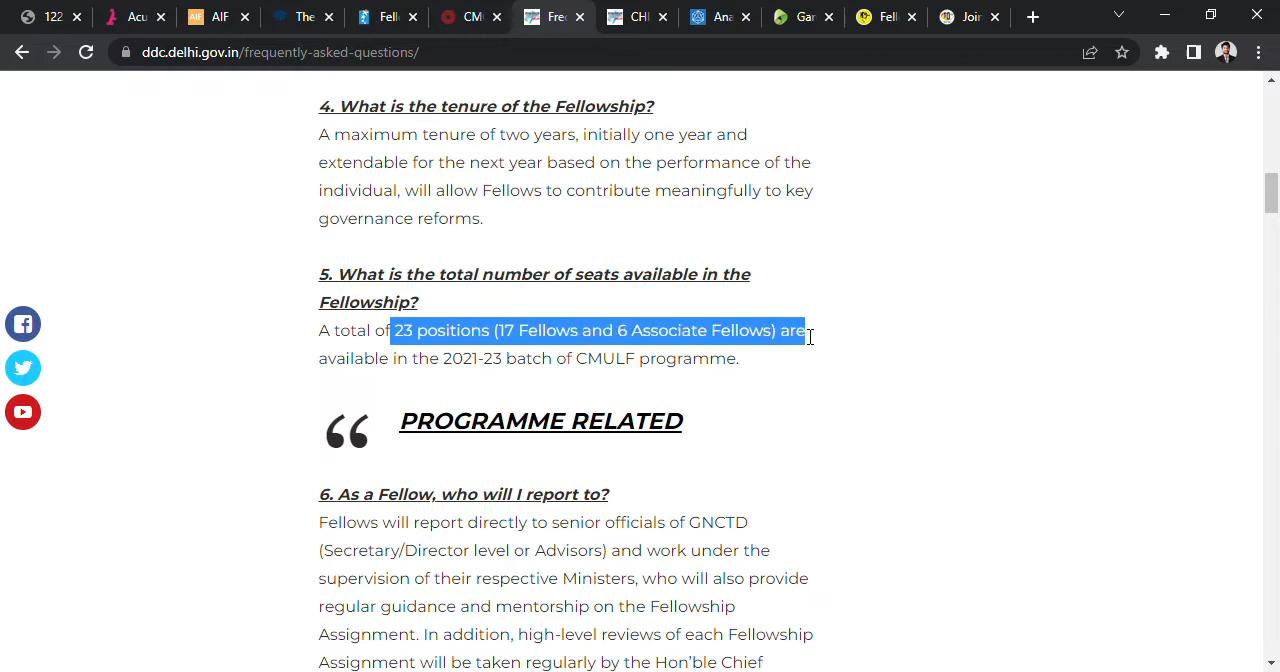 122
Acu
AIF
AIF
The
Fell
CM
Fre
CHI
Ana
Gar
Fell
Join
ddc.delhi.gov.in/frequently-asked-questions/
4. What is the tenure of the Fellowship?
A maximum tenure of two years, initially one year and
extendable for the next year based on the performance of the
individual, will allow Fellows to contribute meaningfully to key
governance reforms.
5. What is the total number of seats available in the
Fellowship?
A total of 23 positions (17 Fellows and 6 Associate Fellows) are
available in the 2021-23 batch of CMULF programme.
“ PROGRAMME RELATED
6. As a Fellow, who will I report to?
Fellows will report directly to senior officials of GNCTD
(Secretary/Director level or Advisors) and work under the
supervision of their respective Ministers, who will also provide
regular guidance and mentorship on the Fellowship
Assignment. In addition, high-level reviews of each Fellowship
Assignment will be taken regularly by the Hon’ble Chief